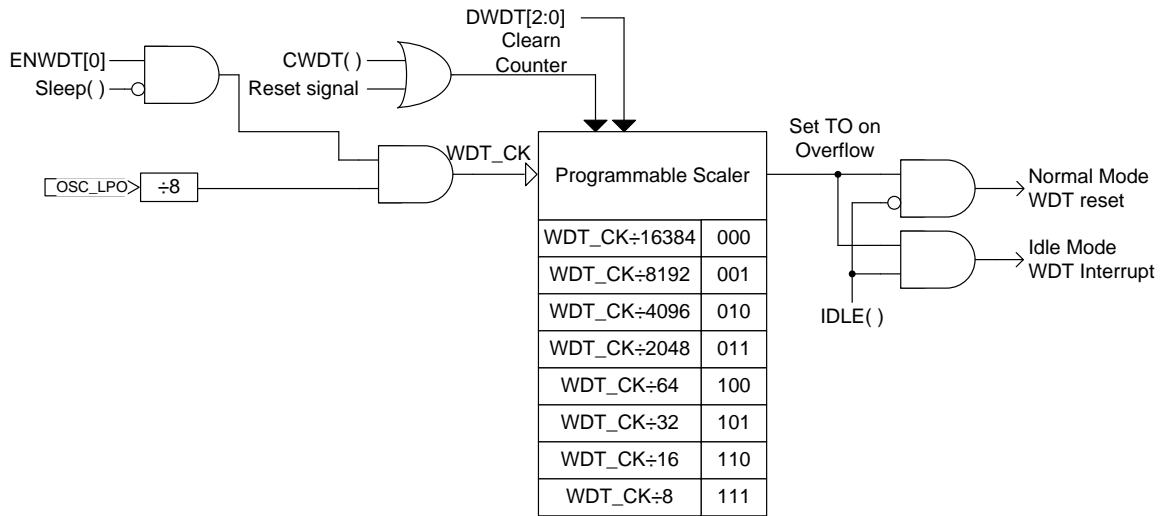 DWDT[2:0]
Clearn
Counter
ENWDT[0]
Sleep( )
CWDT( )
Reset signal
WDT_CK
OSC_LPO
÷8
Programmable Scaler
Set TO on
Overflow
Normal Mode
WDT reset
Idle Mode
WDT Interrupt
IDLE( )
WDT_CK÷16384 000
WDT_CK÷8192 001
WDT_CK÷4096 010
WDT_CK÷2048 011
WDT_CK÷64 100
WDT_CK÷32 101
WDT_CK÷16 110
WDT_CK÷8 111